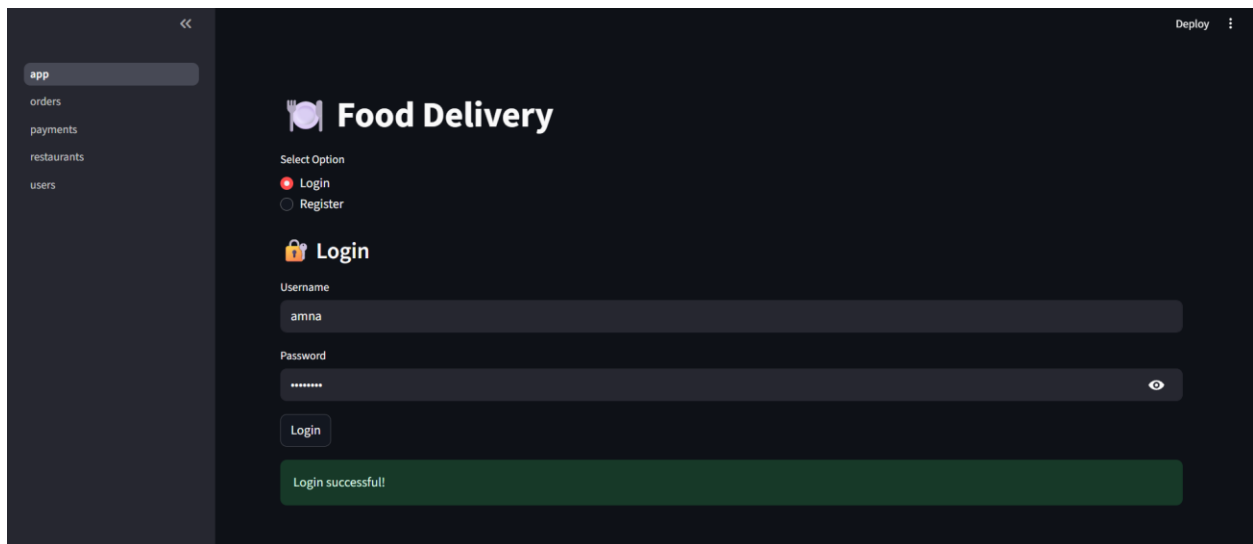 Deploy
app
orders
payments
restaurants
users
Food Delivery
Select Option
Login
Register
Login
Username
amna
Password
••••••••
Login
Login successful!